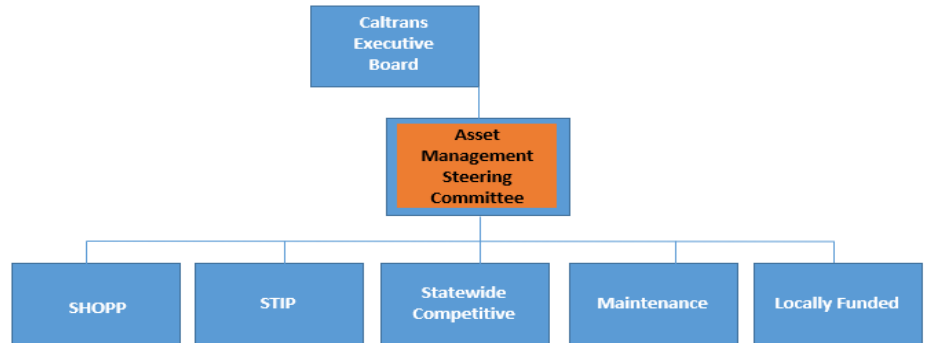 Caltrans
Executive
Board
Asset
Management
Steering
Committee
SHOPP
STIP
Statewide
Competitive
Maintenance
Locally Funded